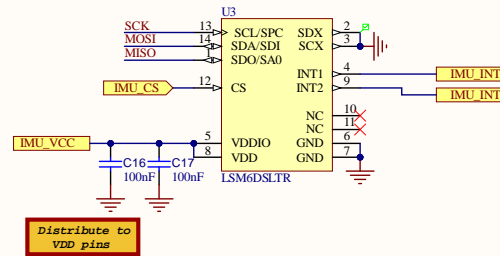 U3
SCK 13 SCL/SPC SDX 2
MOSI 14 SDA/SDI SCX 3
MISO 1 SDO/SA0
INT1 4 IMU_INT
IMU_CS 12 CS INT2 9 IMU_INT
NC 10
NC 11
IMU_VCC 5 VDDIO GND 6
8 VDD GND 7
C16 C17
100nF 100nF LSM6DSLTR
Distribute to
VDD pins